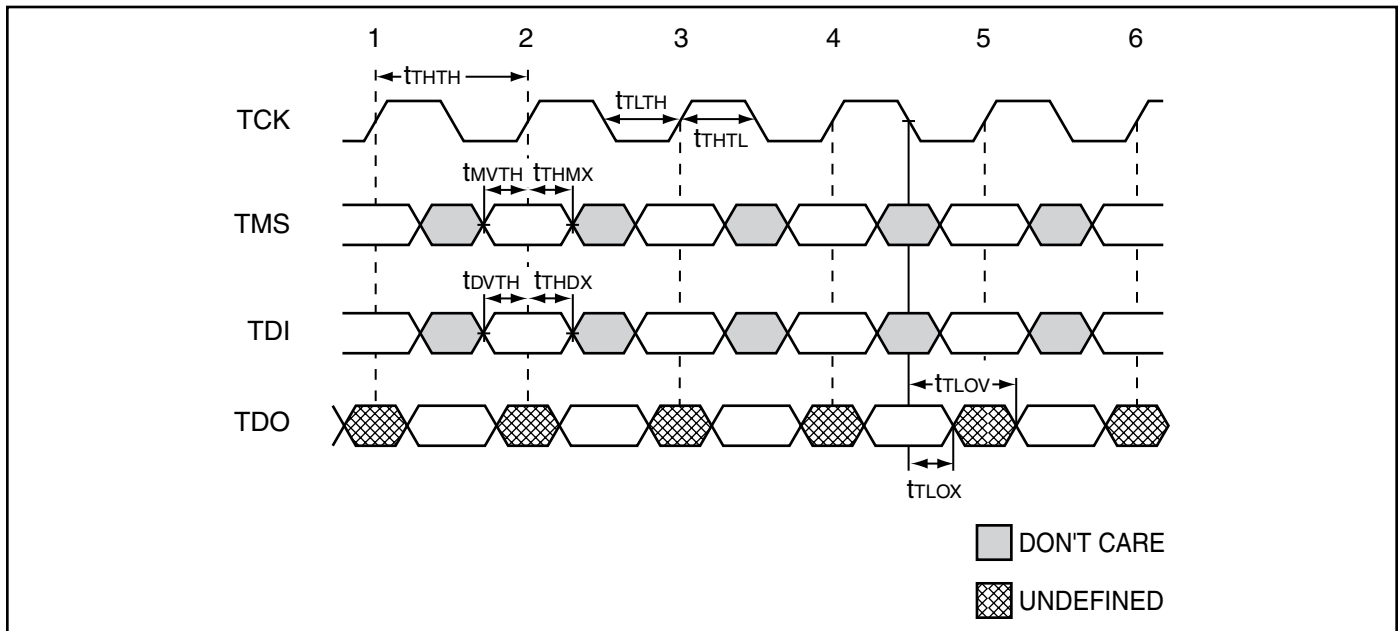 1 2 3 4 5 6
tTHTH
TCK
tTLTH
tTHTL
tMVTH tTHMX
TMS
tDVTH tTHDX
TDI
tTLOV
TDO
tTLOX
DON'T CARE
UNDEFINED